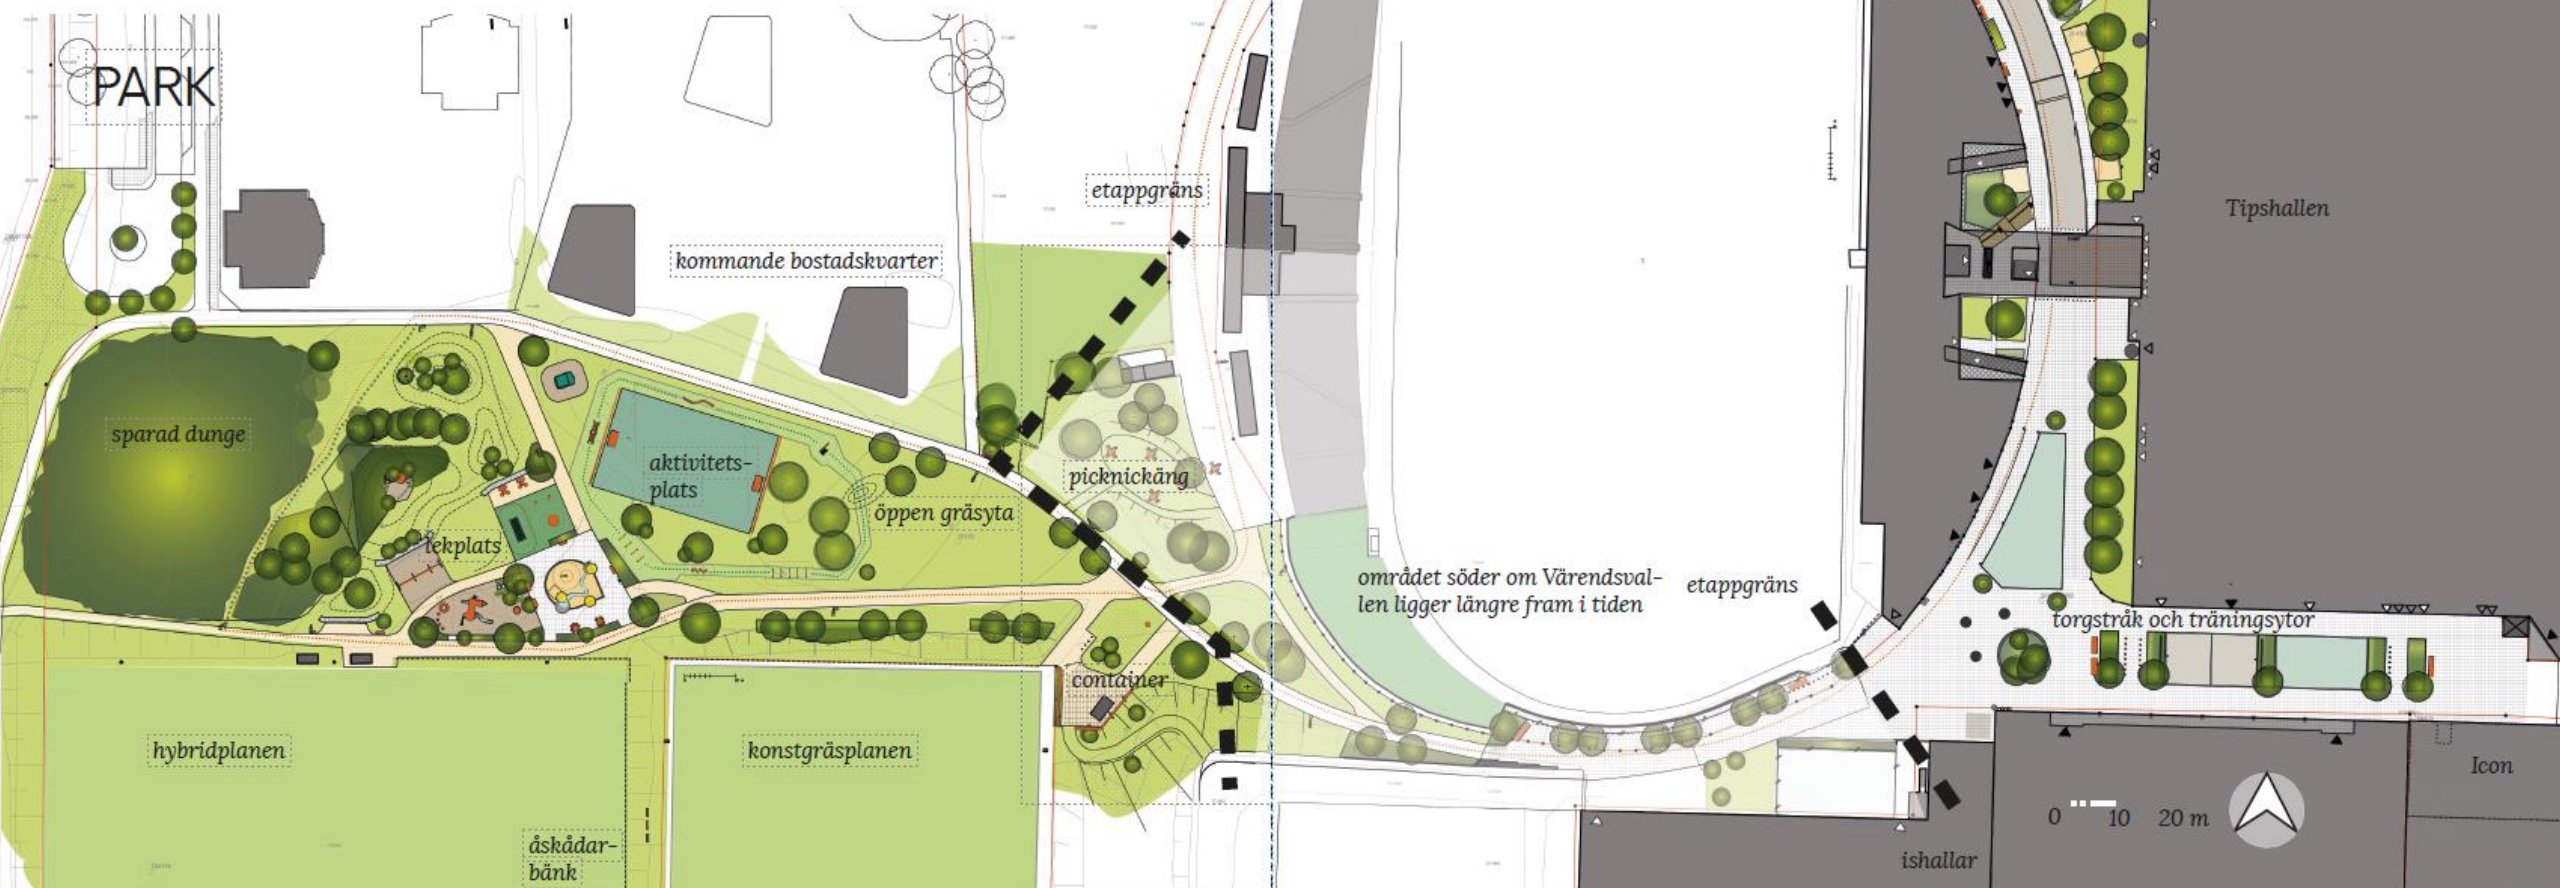 PARK
etappgräns
Tipshallen
kommande bostadskvarter
sparad dunge
aktivitets-
plats
picknickäng
öppen gräsyta
lekplats
området söder om Värendsval-
len ligger längre fram i tiden
etappgräns
torgstråk och träningsytor
container
hybridplanen
konstgräsplanen
Icon
0 10 20 m
åskådar-
bänk
ishallar